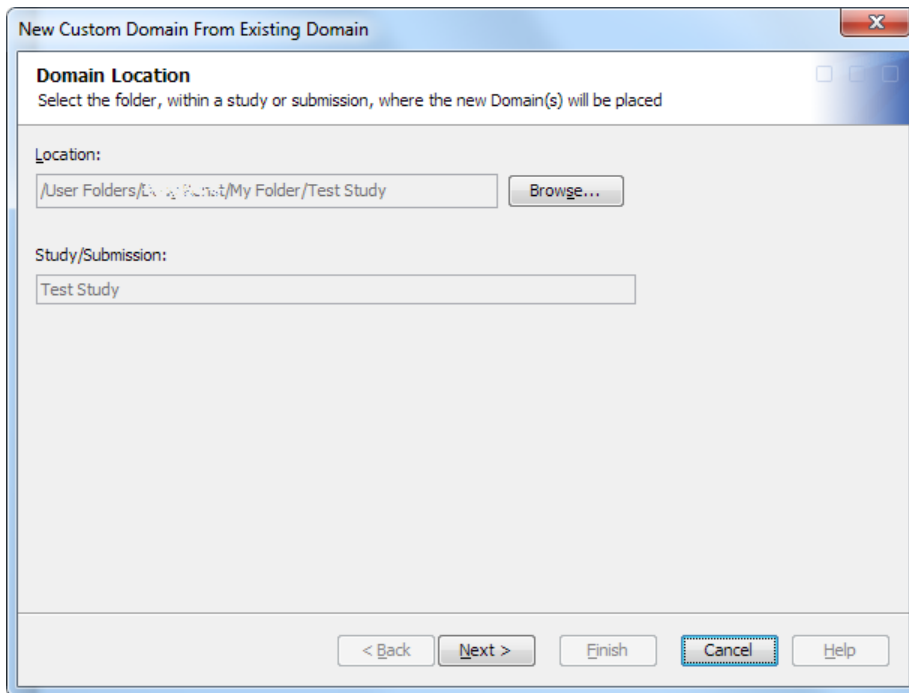 New Custom Domain From Existing Domain
Domain Location
Select the folder, within a study or submission, where the new Domain(s) will be placed
Location:
/User Folders/ /My Folder/Test Study
Browse...
Study/Submission:
Test Study
< Back
Next >
Finish
Cancel
Help